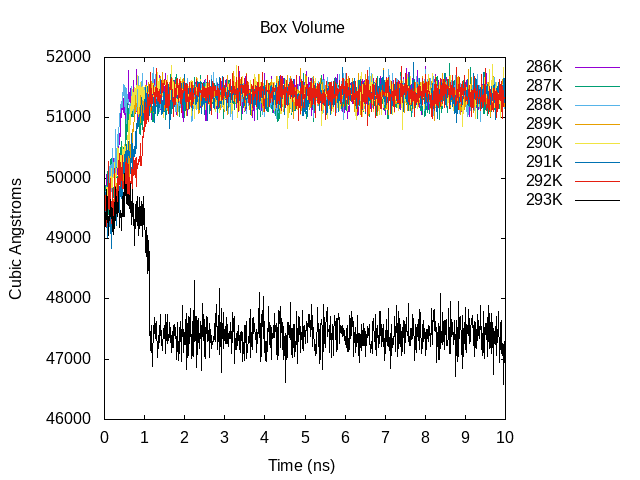 Box Volume
52000
51000
50000
49000
48000
47000
46000
Cubic Angstroms
0 1 2 3 4 5 6 7 8 9 10
Time (ns)
286K
287K
288K
289K
290K
291K
292K
293K